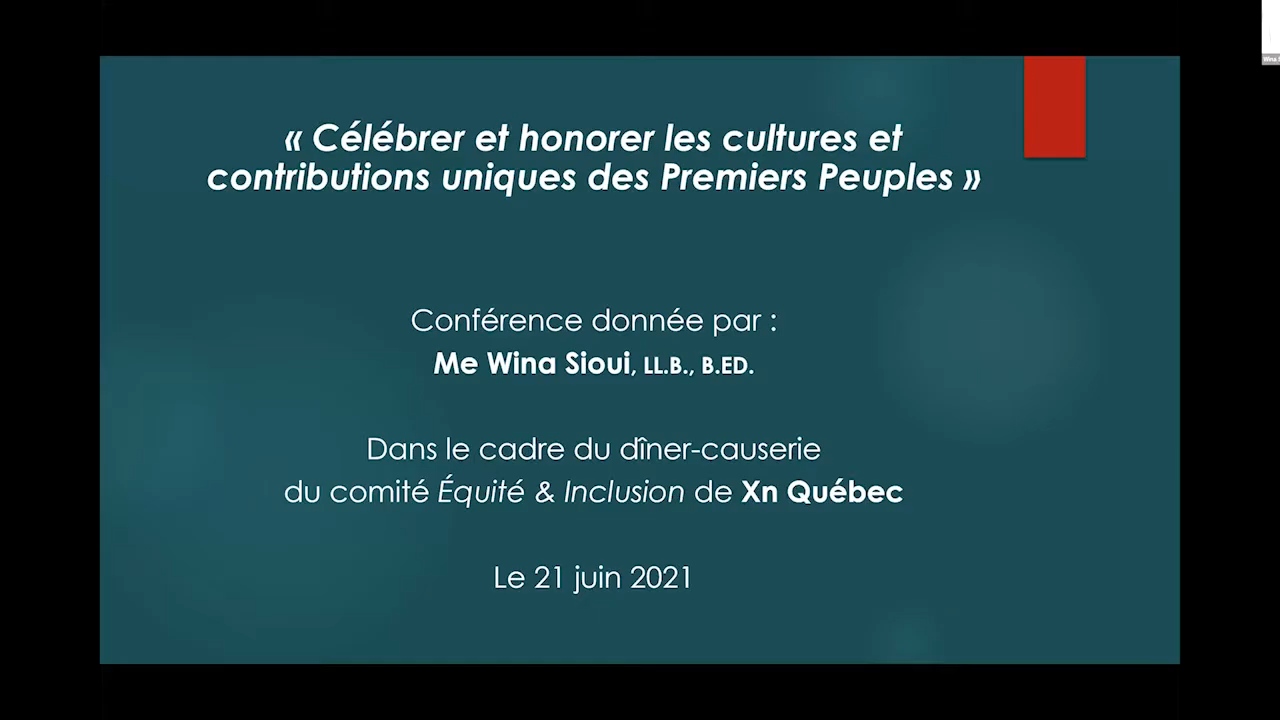 « Célébrer et honorer les cultures et
contributions uniques des Premiers Peuples »
Conférence donnée par :
Me Wina Sioui, LL.B., B.ED.
Dans le cadre du dîner-causerie
du comité Équité & Inclusion de Xn Québec
Le 21 juin 2021
Wina